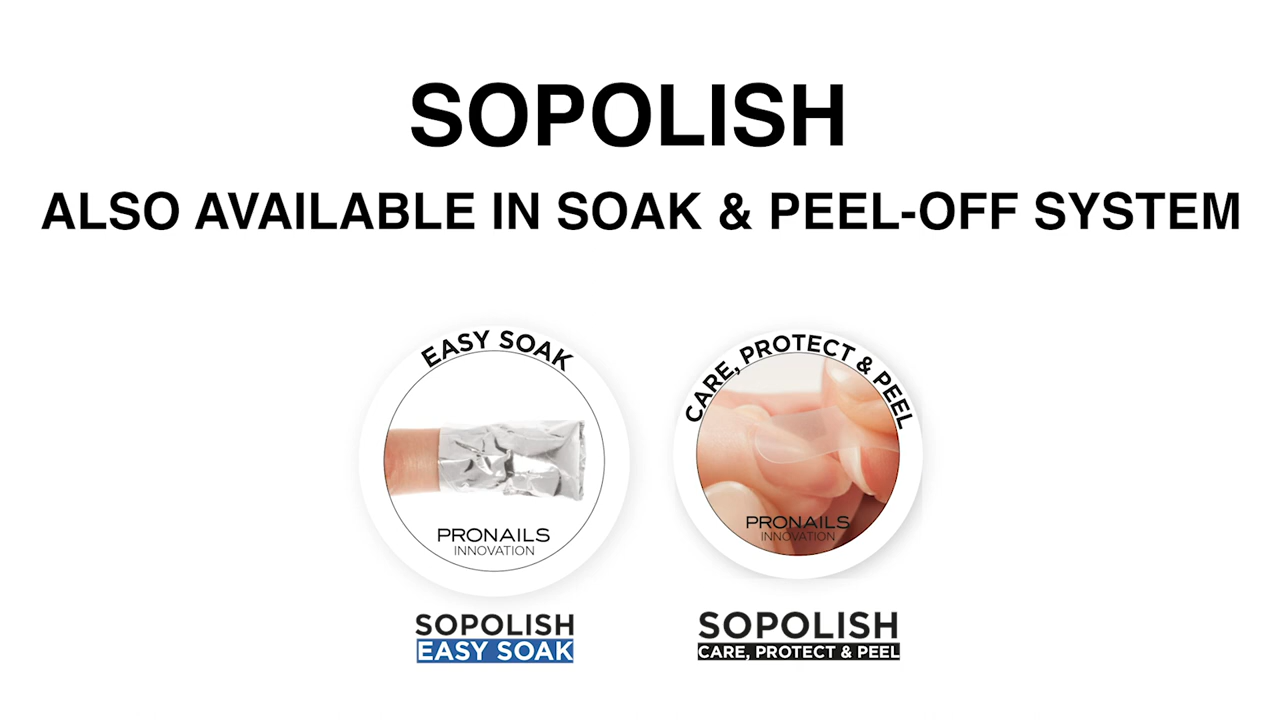 SOPOLISH
ALSO AVAILABLE IN SOAK & PEEL-OFF SYSTEM
EASY SOAK
PRONAILS
INNOVATION
SOPOLISH
EASY SOAK
CARE, PROTECT & PEEL
PRONAILS
INNOVATION
SOPOLISH
CARE, PROTECT & PEEL